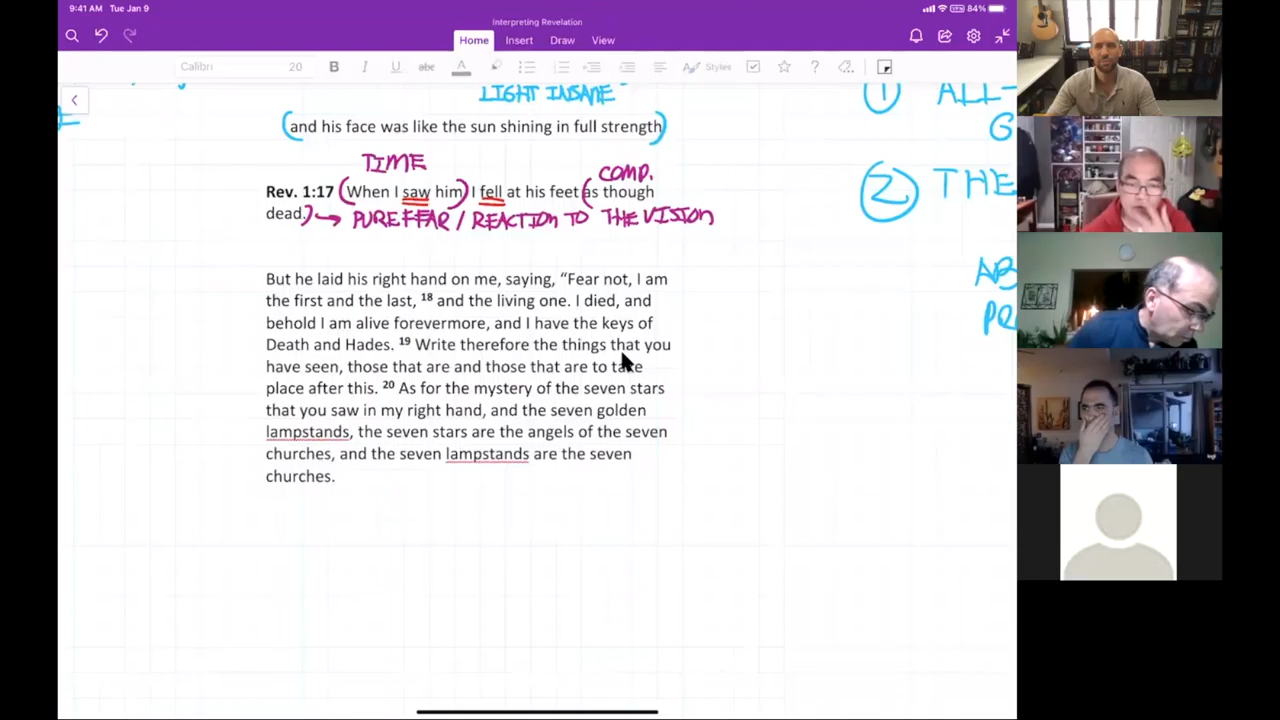 9:41 AM Tue Jan 9
84%
Interpreting Revelation
Home Insert Draw View
Calibri 20 B I U abc A Styles
LIGHT INSANE
(and his face was like the sun shining in full strength)
TIME
COMP.
Rev. 1:17 (When I saw him) I fell at his feet (as though
dead.) → PURE FEAR / REACTION TO THE VISION
But he laid his right hand on me, saying, “Fear not, I am
the first and the last, 18 and the living one. I died, and
behold I am alive forevermore, and I have the keys of
Death and Hades. 19 Write therefore the things that you
have seen, those that are and those that are to take
place after this. 20 As for the mystery of the seven stars
that you saw in my right hand, and the seven golden
lampstands, the seven stars are the angels of the seven
churches, and the seven lampstands are the seven
churches.
1 ALL-
2 THE